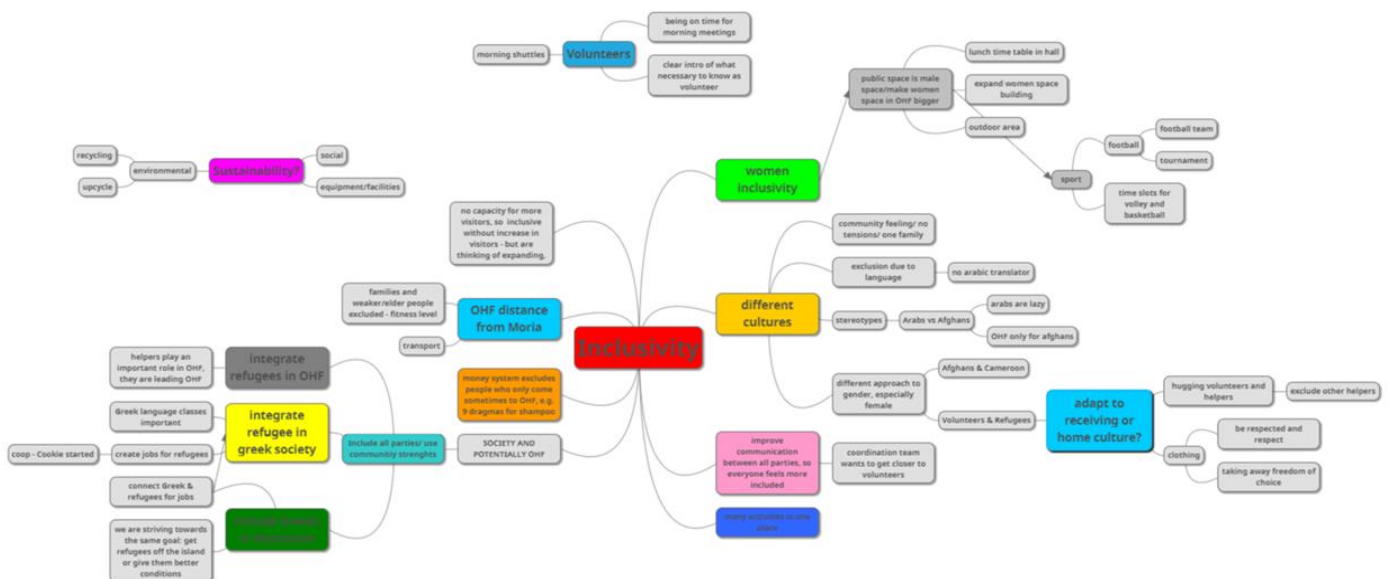 being on time for
morning meetings
morning shuttles
Volunteers
clear intro of what
necessary to know as
volunteer
lunch time table in hall
public space is male
space/make women
space in OHF bigger
expand women space
building
outdoor area
football team
football
tournament
sport
time slots for
volley and
basketball
recycling
environmental
upcycle
Sustainability?
social
equipment/facilities
women
inclusivity
no capacity for more
visitors, so inclusive
without increase in
visitors - but are
thinking of expanding,
community feeling/ no
tensions/ one family
exclusion due to
language
no arabic translator
different
cultures
stereotypes
Arabs vs Afghans
arabs are lazy
OHF only for afghans
families and
weaker/elder people
excluded - fitness level
OHF distance
from Moria
transport
Inclusivity
helpers play an
important role in OHF,
they are leading OHF
integrate
refugees in OHF
money system excludes
people who only come
sometimes to OHF, e.g.
9 dragmas for shampoo
different approach to
gender, especially
female
Afghans & Cameroon
Volunteers & Refugees
adapt to
receiving or
home culture?
hugging volunteers and
helpers
exclude other helpers
clothing
be respected and
respect
taking away freedom of
choice
Greek language classes
important
integrate
refugee in
greek society
coop - Cookie started
create jobs for refugees
Include all parties/ use
communbity strenghts
SOCIETY AND
POTENTIALLY OHF
improve
communication
between all parties, so
everyone feels more
included
coordination team
wants to get closer to
volunteers
connect Greek &
refugees for jobs
many activities in one
place
we are striving towards
the same goal: get
refugees off the island
or give them better
conditions